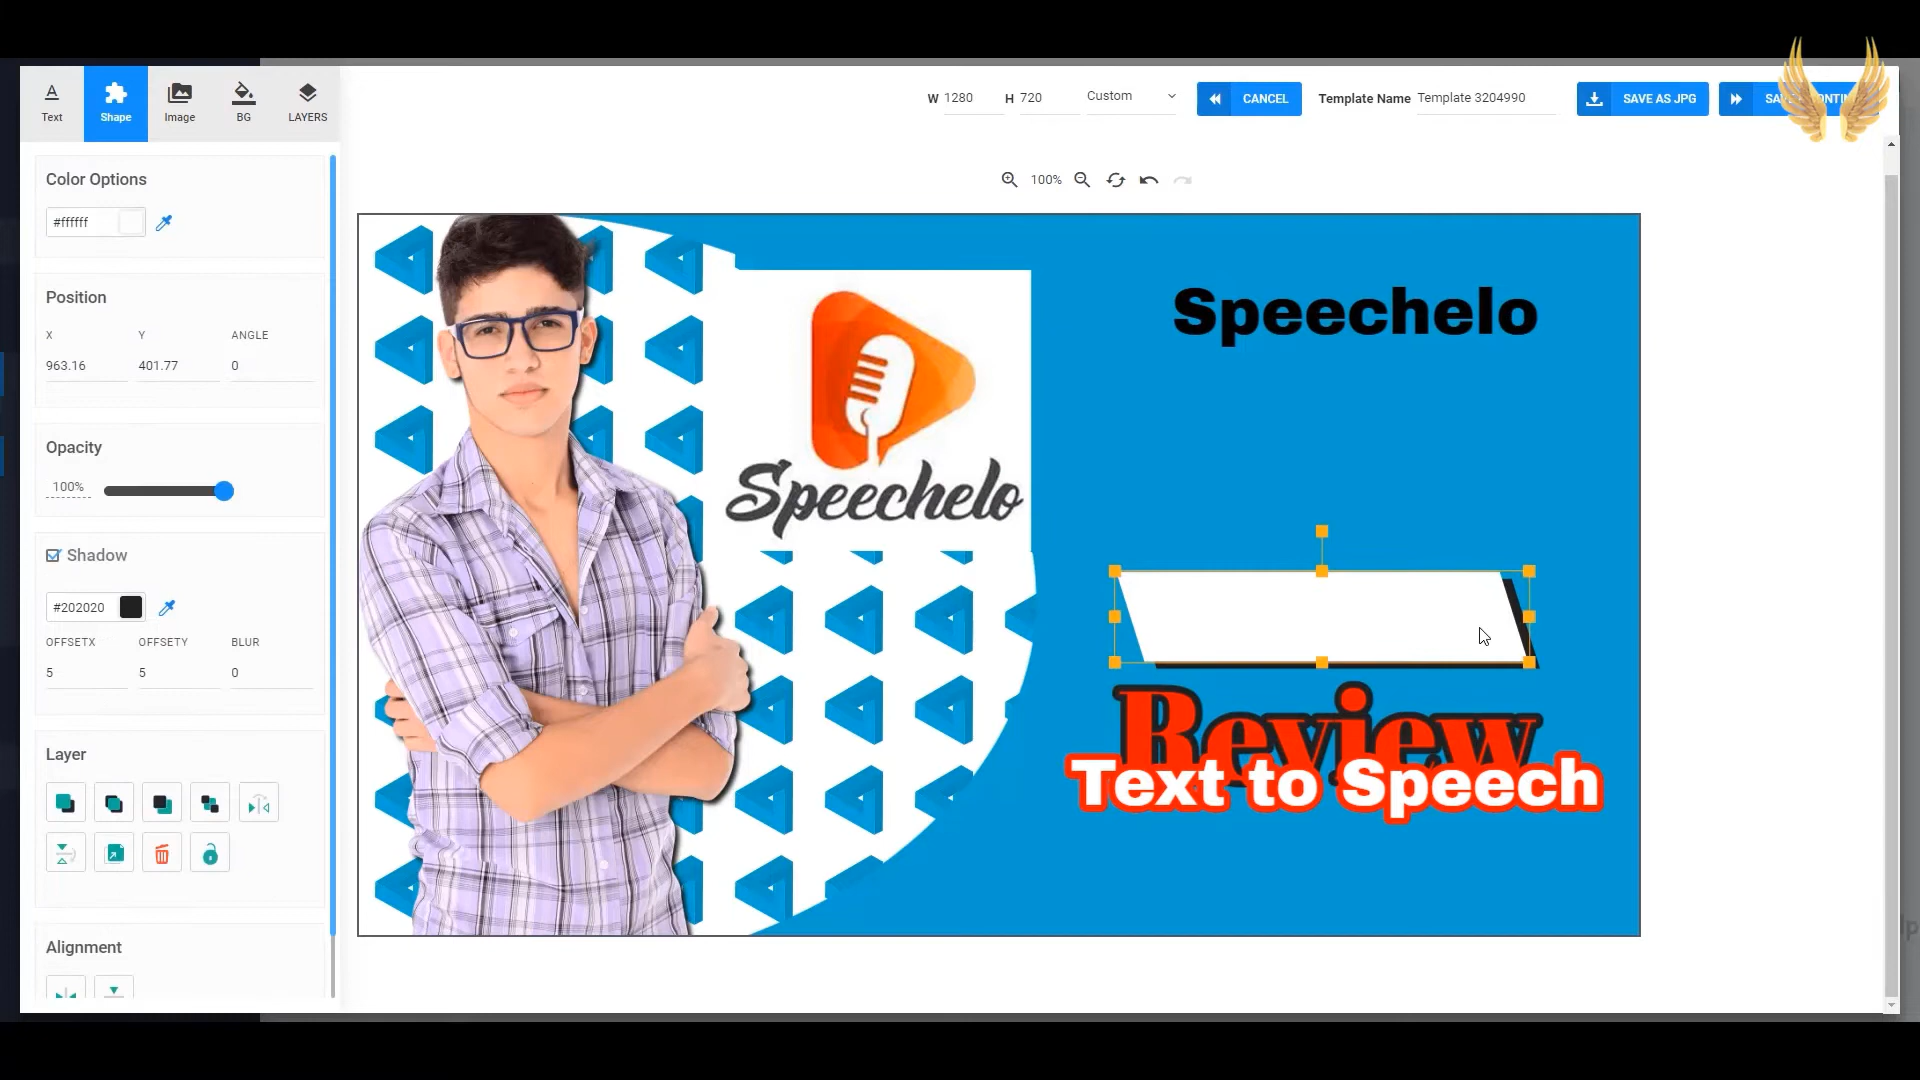 Text
Shape
Image
BG
LAYERS
W 1280
H 720
Custom
CANCEL
Template Name Template 3204990
SAVE AS JPG
Color Options
#ffffff
100%
Position
X
Y
ANGLE
963.16
401.77
0
Opacity
100%
Shadow
#202020
OFFSETX
OFFSETY
BLUR
5
5
0
Layer
Alignment
Speechelo
Speechelo
Review
Text to Speech